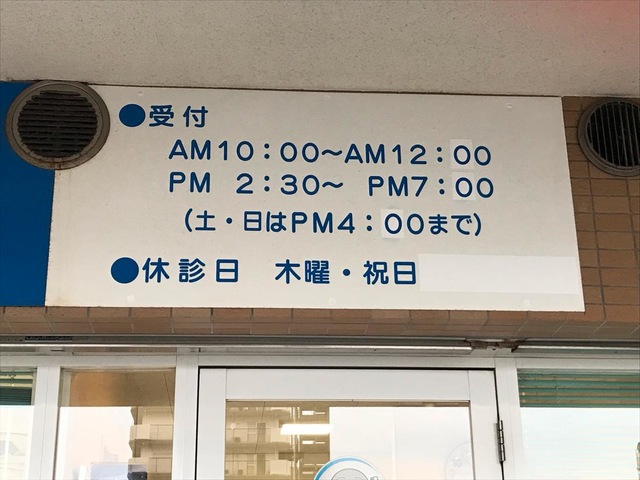 ●受付
AM10：00～AM12：00
PM 2：30～ PM7：00
（土・日はPM4：00まで）
●休診日 木曜・祝日